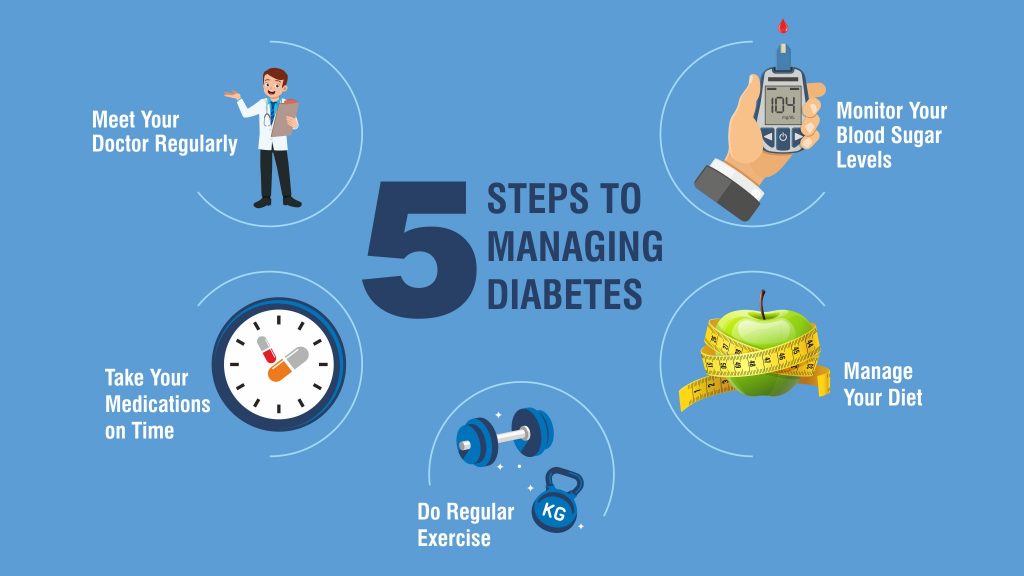 5
STEPS TO
MANAGING
DIABETES
Meet Your
Doctor Regularly
104
mg/dL
Monitor Your
Blood Sugar
Levels
Take Your
Medications
on Time
Manage
Your Diet
KG
Do Regular
Exercise